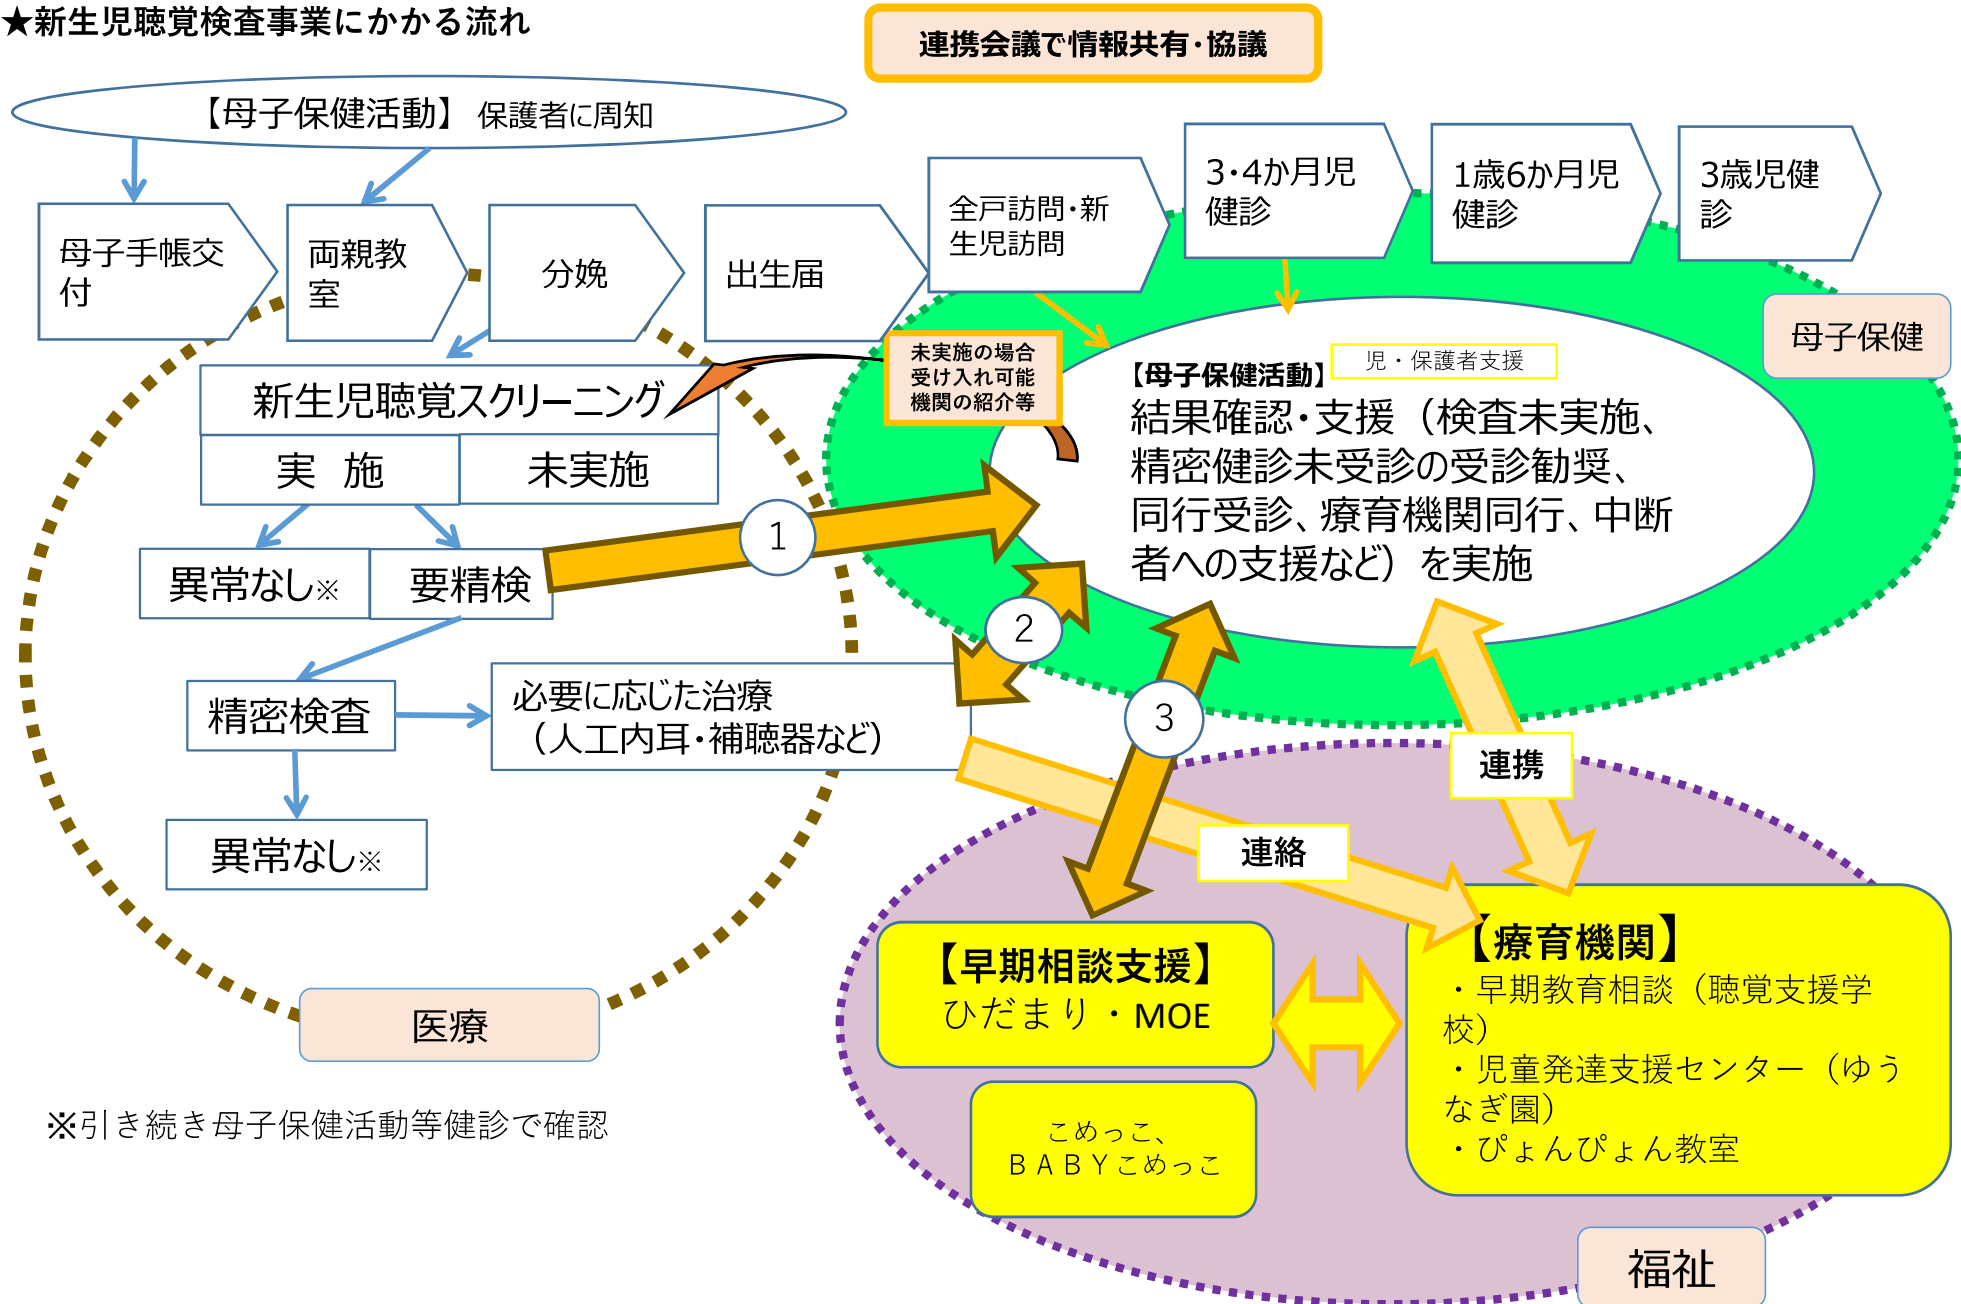 ★新生児聴覚検査事業にかかる流れ
連携会議で情報共有・協議
【母子保健活動】 保護者に周知
母子手帳交
付
両親教
室
分娩
出生届
全戸訪問・新
生児訪問
3・4か月児
健診
1歳6か月児
健診
3歳児健
診
母子保健
新生児聴覚スクリーニング
実 施
未実施
未実施の場合
受け入れ可能
機関の紹介等
【母子保健活動】
児・保護者支援
結果確認・支援（検査未実施、
精密健診未受診の受診勧奨、
同行受診、療育機関同行、中断
者への支援など）を実施
異常なし※
要精検
1
2
3
精密検査
必要に応じた治療
（人工内耳・補聴器など）
異常なし※
連携
連絡
【早期相談支援】
ひだまり・MOE
【療育機関】
・早期教育相談（聴覚支援学
校）
・児童発達支援センター（ゆう
なぎ園）
・ぴょんぴょん教室
こめっこ、
ＢＡＢＹこめっこ
医療
※引き続き母子保健活動等健診で確認
福祉